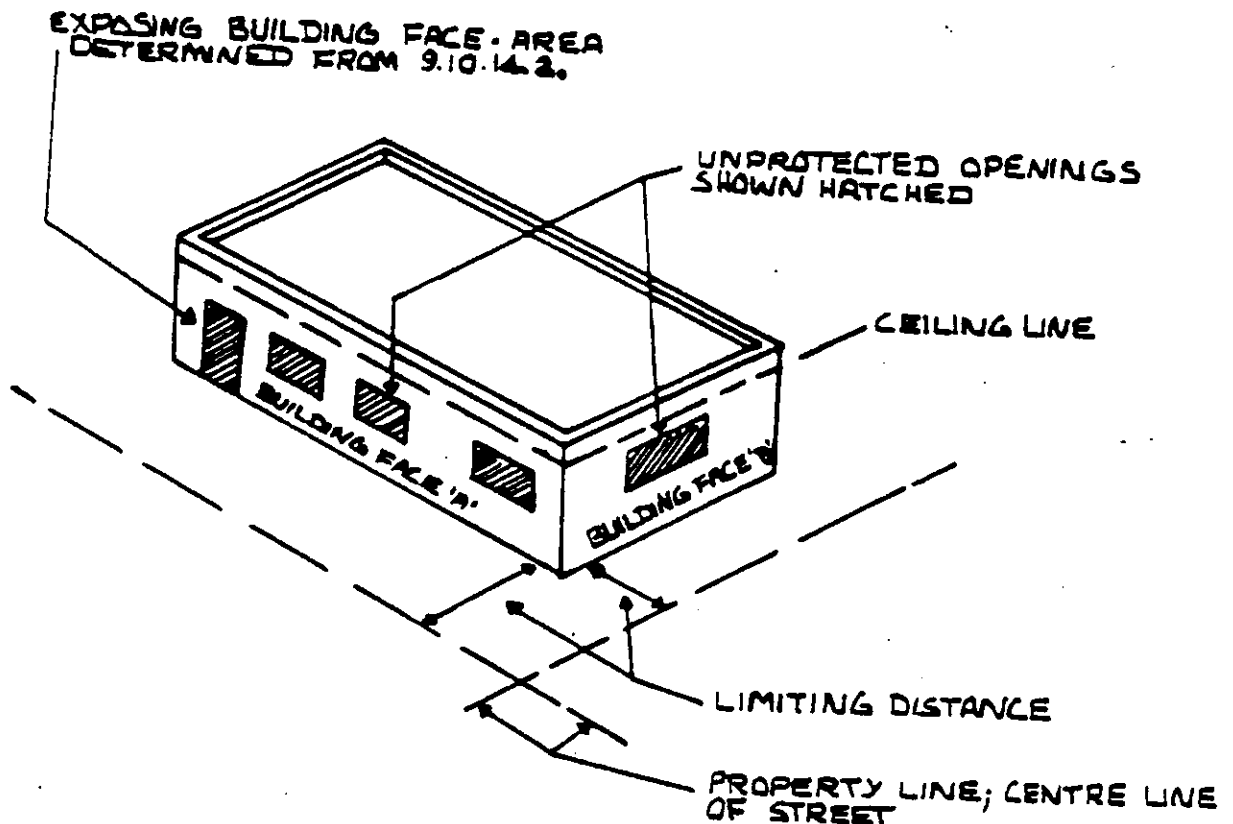 EXPOSING BUILDING FACE. AREA
DETERMINED FROM 9.10.14.2.
UNPROTECTED OPENINGS
SHOWN HATCHED
CEILING LINE
BUILDING FACE 'A'
BUILDING FACE 'B'
LIMITING DISTANCE
PROPERTY LINE; CENTRE LINE
OF STREET